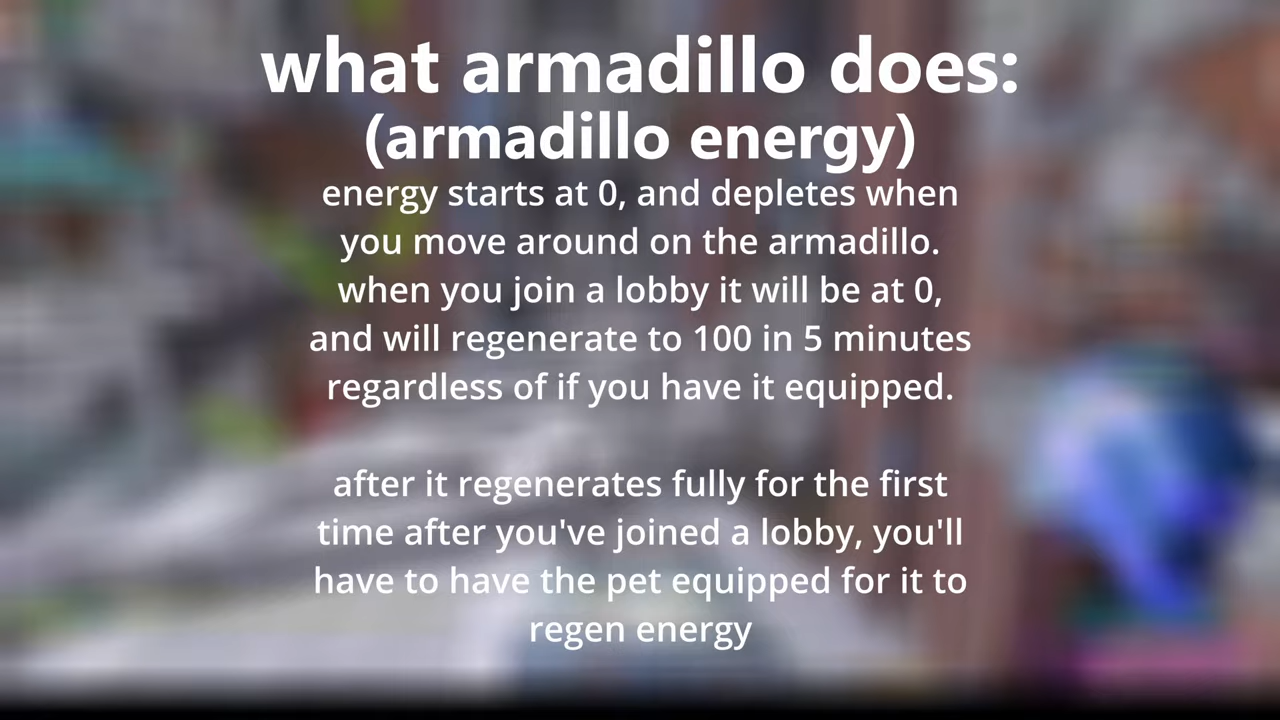 what armadillo does:
(armadillo energy)
energy starts at 0, and depletes when
you move around on the armadillo.
when you join a lobby it will be at 0,
and will regenerate to 100 in 5 minutes
regardless of if you have it equipped.
after it regenerates fully for the first
time after you've joined a lobby, you'll
have to have the pet equipped for it to
regen energy